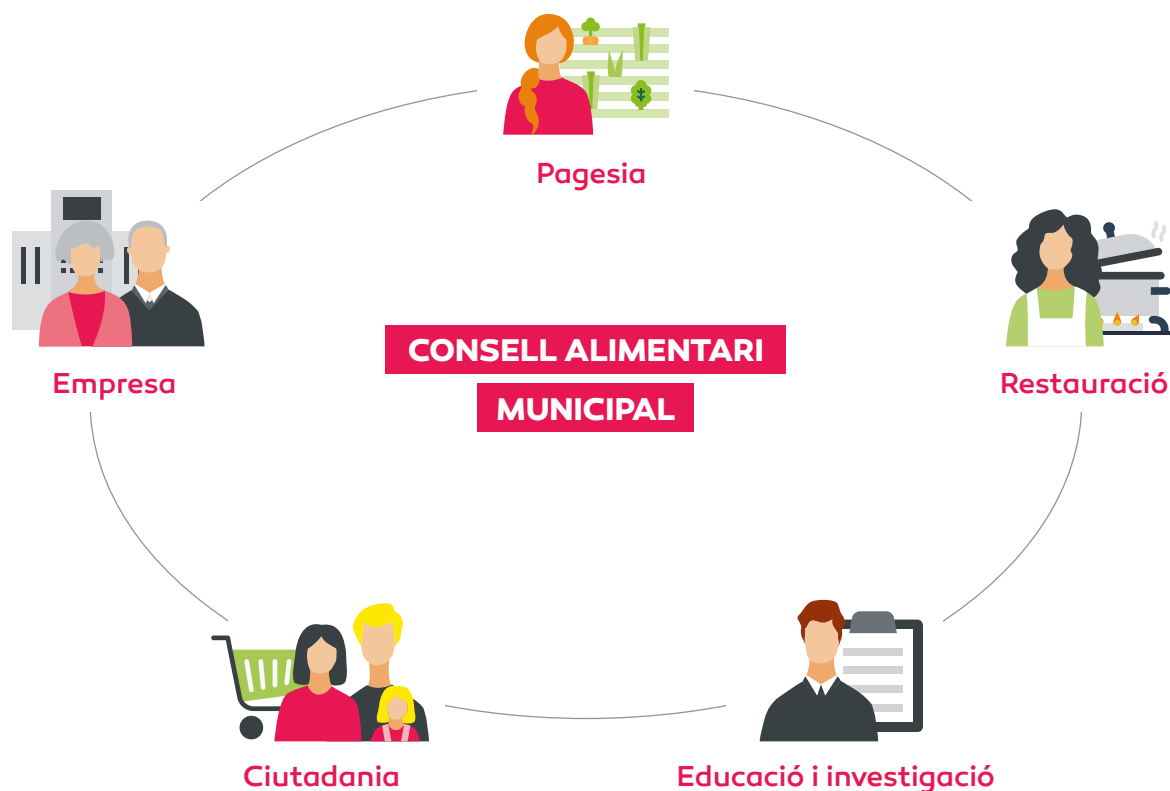 Pagesia
Empresa
CONSELL ALIMENTARI
MUNICIPAL
Restauració
Ciutadania
Educació i investigació